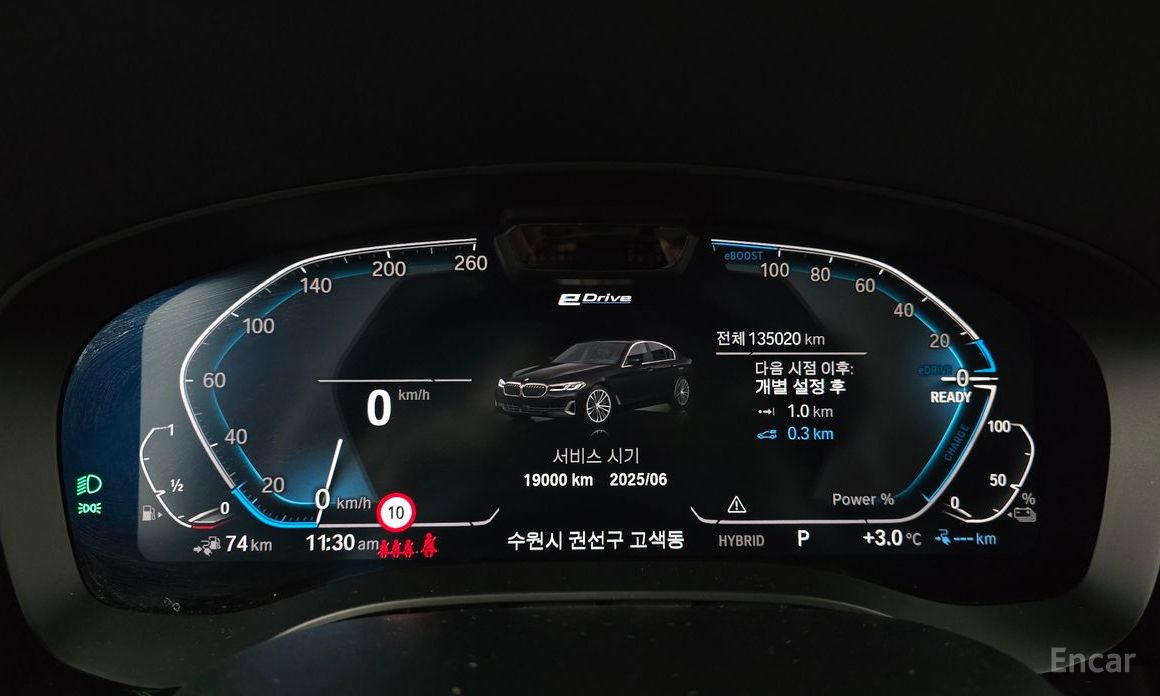 260
200
140
100
60
40
20
0 km/h
0 km/h
1
½
0
74 km
11:30 am
10
eDrive
서비스 시기
19000 km 2025/06
수원시 권선구 고색동
eBOOST
100
80
60
40
20
eDRIVE
0
READY
CHARGE
Power %
전체 135020 km
다음 시점 이후:
개별 설정 후
1.0 km
0.3 km
100
50
%
0
HYBRID P +3.0 °C --- km
Encar